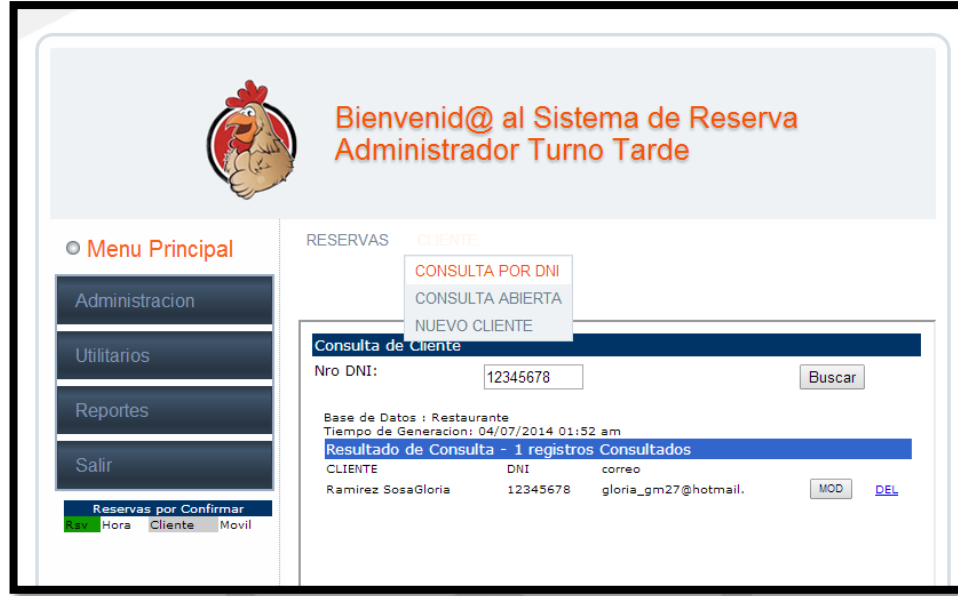 Bienvenid@ al Sistema de Reserva
Administrador Turno Tarde
Menu Principal
Administracion
Utilitarios
Reportes
Salir
Reservas por Confirmar
Rsv Hora Cliente Movil
RESERVAS CLIENTE
CONSULTA POR DNI
CONSULTA ABIERTA
NUEVO CLIENTE
Consulta de Cliente
Nro DNI: 12345678 Buscar
Base de Datos : Restaurante
Tiempo de Generacion: 04/07/2014 01:52 am
Resultado de Consulta - 1 registros Consultados
CLIENTE DNI correo
Ramirez SosaGloria 12345678 gloria_gm27@hotmail. MOD DEL